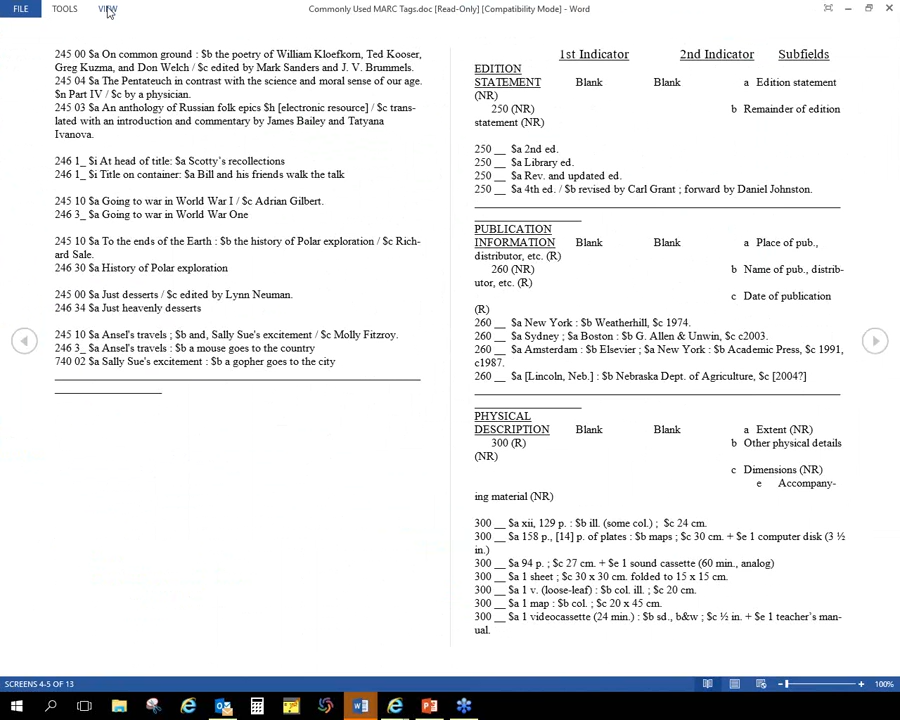 FILE TOOLS VIEW Commonly Used MARC Tags.doc [Read-Only] [Compatibility Mode] - Word
245 00 $a On common ground : $b the poetry of William Kloefkorn, Ted Kooser,
Greg Kuzma, and Don Welch / $c edited by Mark Sanders and J. V. Brummels.
245 04 $a The Pentateuch in contrast with the science and moral sense of our age.
$n Part IV / $c by a physician.
245 03 $a An anthology of Russian folk epics $h [electronic resource] / $c trans-
lated with an introduction and commentary by James Bailey and Tatyana
Ivanova.
246 1_ $i At head of title: $a Scotty's recollections
246 1_ $i Title on container: $a Bill and his friends walk the talk
245 10 $a Going to war in World War I / $c Adrian Gilbert.
246 3_ $a Going to war in World War One
245 10 $a To the ends of the Earth : $b the history of Polar exploration / $c Rich-
ard Sale.
246 30 $a History of Polar exploration
245 00 $a Just desserts / $c edited by Lynn Neuman.
246 34 $a Just heavenly desserts
245 10 $a Ansel's travels ; $b and, Sally Sue's excitement / $c Molly Fitzroy.
246 3_ $a Ansel's travels : $b a mouse goes to the country
740 02 $a Sally Sue's excitement : $b a gopher goes to the city
1st Indicator 2nd Indicator Subfields
EDITION
STATEMENT Blank Blank a Edition statement
(NR)
250 (NR) b Remainder of edition
statement (NR)
250 __ $a 2nd ed.
250 __ $a Library ed.
250 __ $a Rev. and updated ed.
250 __ $a 4th ed. / $b revised by Carl Grant ; forward by Daniel Johnston.
PUBLICATION
INFORMATION Blank Blank a Place of pub.,
distributor, etc. (R)
260 (NR) b Name of pub., distrib-
utor, etc. (R)
c Date of publication
(R)
260 __ $a New York : $b Weatherhill, $c 1974.
260 __ $a Sydney ; $a Boston : $b G. Allen & Unwin, $c c2003.
260 __ $a Amsterdam : $b Elsevier ; $a New York : $b Academic Press, $c 1991,
c1987.
260 __ $a [Lincoln, Neb.] : $b Nebraska Dept. of Agriculture, $c [2004?]
PHYSICAL
DESCRIPTION Blank Blank a Extent (NR)
300 (R) b Other physical details
(NR)
c Dimensions (NR)
e Accompany-
ing material (NR)
300 __ $a xii, 129 p. : $b ill. (some col.) ; $c 24 cm.
300 __ $a 158 p., [14] p. of plates : $b maps ; $c 30 cm. + $e 1 computer disk (3 ½
in.)
300 __ $a 94 p. ; $c 27 cm. + $e 1 sound cassette (60 min., analog)
300 __ $a 1 sheet ; $c 30 x 30 cm. folded to 15 x 15 cm.
300 __ $a 1 v. (loose-leaf) : $b col. ill. ; $c 20 cm.
300 __ $a 1 map : $b col. ; $c 20 x 45 cm.
300 __ $a 1 videocassette (24 min.) : $b sd., b&w ; $c ½ in. + $e 1 teacher's man-
ual.
SCREENS 4-5 OF 13 100%